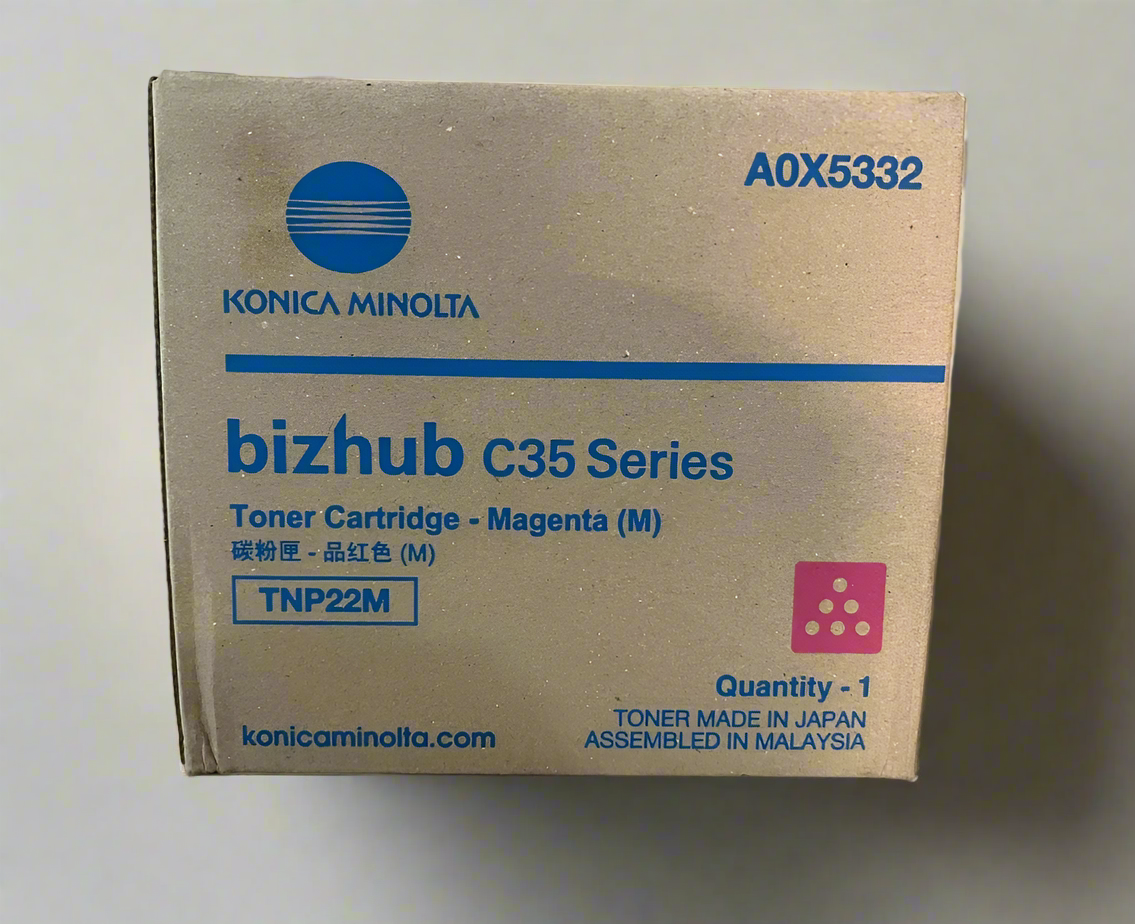 A0X5332
KONICA MINOLTA
bizhub C35 Series
Toner Cartridge - Magenta (M)
碳粉匣 - 品红色 (M)
TNP22M
Quantity - 1
TONER MADE IN JAPAN
ASSEMBLED IN MALAYSIA
konicaminolta.com